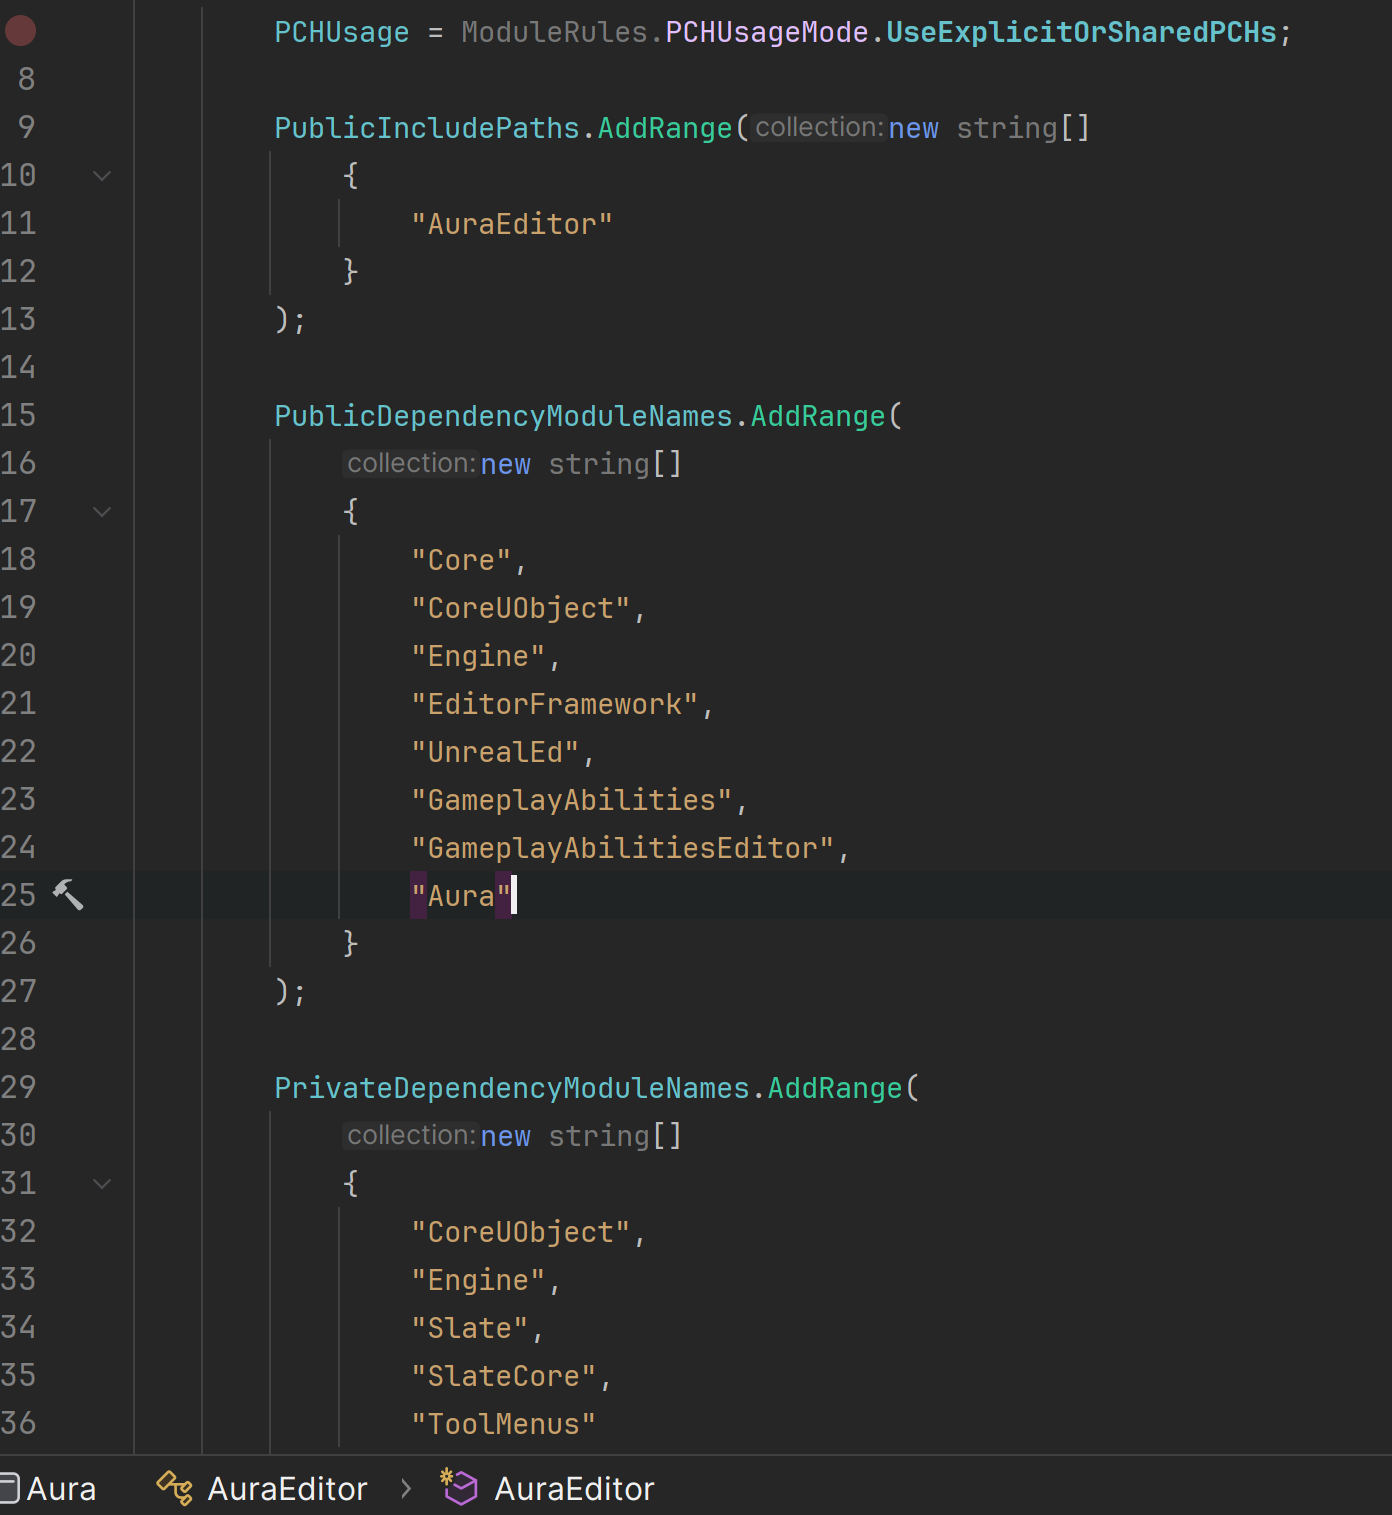 PCHUsage = ModuleRules.PCHUsageMode.UseExplicitOrSharedPCHs;
8
9 PublicIncludePaths.AddRange( collection: new string[]
10 {
11 "AuraEditor"
12 }
13 );
14
15 PublicDependencyModuleNames.AddRange(
16 collection: new string[]
17 {
18 "Core",
19 "CoreUObject",
20 "Engine",
21 "EditorFramework",
22 "UnrealEd",
23 "GameplayAbilities",
24 "GameplayAbilitiesEditor",
25 "Aura"
26 }
27 );
28
29 PrivateDependencyModuleNames.AddRange(
30 collection: new string[]
31 {
32 "CoreUObject",
33 "Engine",
34 "Slate",
35 "SlateCore",
36 "ToolMenus"
Aura AuraEditor > AuraEditor